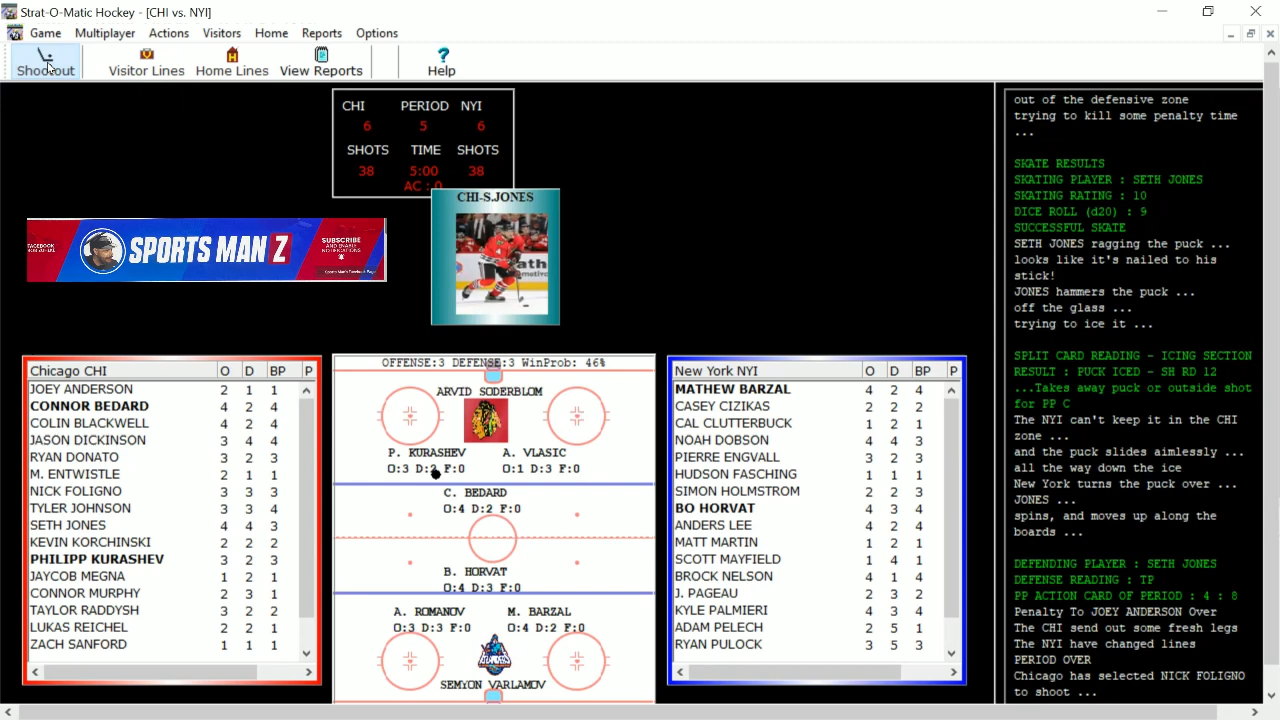 Strat-O-Matic Hockey - [CHI vs. NYI]
Game Multiplayer Actions Visitors Home Reports Options
Shootout Visitor Lines Home Lines View Reports Help
CHI PERIOD NYI
6 5 6
SHOTS TIME SHOTS
38 5:00 38
AC : 0
CHI-S.JONES
FACEBOOK
SPORTS MAN Z
SUBSCRIBE
AND ENABLE
NOTIFICATIONS
Sports Man's Facebook Page
Chicago CHI O D BP P
JOEY ANDERSON 2 1 1
CONNOR BEDARD 4 2 4
COLIN BLACKWELL 2 2 4
JASON DICKINSON 3 4 4
RYAN DONATO 3 2 3
M. ENTWISTLE 2 1 1
NICK FOLIGNO 3 3 3
TYLER JOHNSON 3 3 4
SETH JONES 4 4 3
KEVIN KORCHINSKI 2 2 2
PHILIPP KURASHEV 3 2 3
JAYCOB MEGNA 1 2 1
CONNOR MURPHY 2 3 1
TAYLOR RADDYSH 3 2 2
LUKAS REICHEL 2 2 1
ZACH SANFORD 1 1 1
OFFENSE:3 DEFENSE:3 WinProb: 46%
ARVID SODERBLOM
P. KURASHEV A. VLASIC
O:3 D:2 F:0 O:1 D:3 F:0
C. BEDARD
O:4 D:2 F:0
B. HORVAT
O:4 D:3 F:0
A. ROMANOV M. BARZAL
O:3 D:3 F:0 O:4 D:2 F:0
ISLANDERS
SEMYON VARLAMOV
New York NYI O D BP P
MATHEW BARZAL 4 2 4
CASEY CIZIKAS 2 2 2
CAL CLUTTERBUCK 1 2 1
NOAH DOBSON 4 4 3
PIERRE ENGVALL 3 2 3
HUDSON FASCHING 1 1 1
SIMON HOLMSTROM 2 2 3
BO HORVAT 4 3 4
ANDERS LEE 4 2 4
MATT MARTIN 1 2 1
SCOTT MAYFIELD 1 4 1
BROCK NELSON 4 1 4
J. PAGEAU 2 3 2
KYLE PALMIERI 4 3 4
ADAM PELECH 2 5 1
RYAN PULOCK 3 5 3
out of the defensive zone
trying to kill some penalty time
...
SKATE RESULTS
SKATING PLAYER : SETH JONES
SKATING RATING : 10
DICE ROLL (d20) : 9
SUCCESSFUL SKATE
SETH JONES ragging the puck ...
looks like it's nailed to his
stick!
JONES hammers the puck ...
off the glass ...
trying to ice it ...
SPLIT CARD READING - ICING SECTION
RESULT : PUCK ICED - SH RD 12
...Takes away puck or outside shot
for PP C
The NYI can't keep it in the CHI
zone ...
and the puck slides aimlessly ...
all the way down the ice
New York turns the puck over ...
JONES ...
spins, and moves up along the
boards ...
DEFENDING PLAYER : SETH JONES
DEFENSE READING : TP
PP ACTION CARD OF PERIOD : 4 : 8
Penalty To JOEY ANDERSON Over
The CHI send out some fresh legs
The NYI have changed lines
PERIOD OVER
Chicago has selected NICK FOLIGNO
to shoot ...